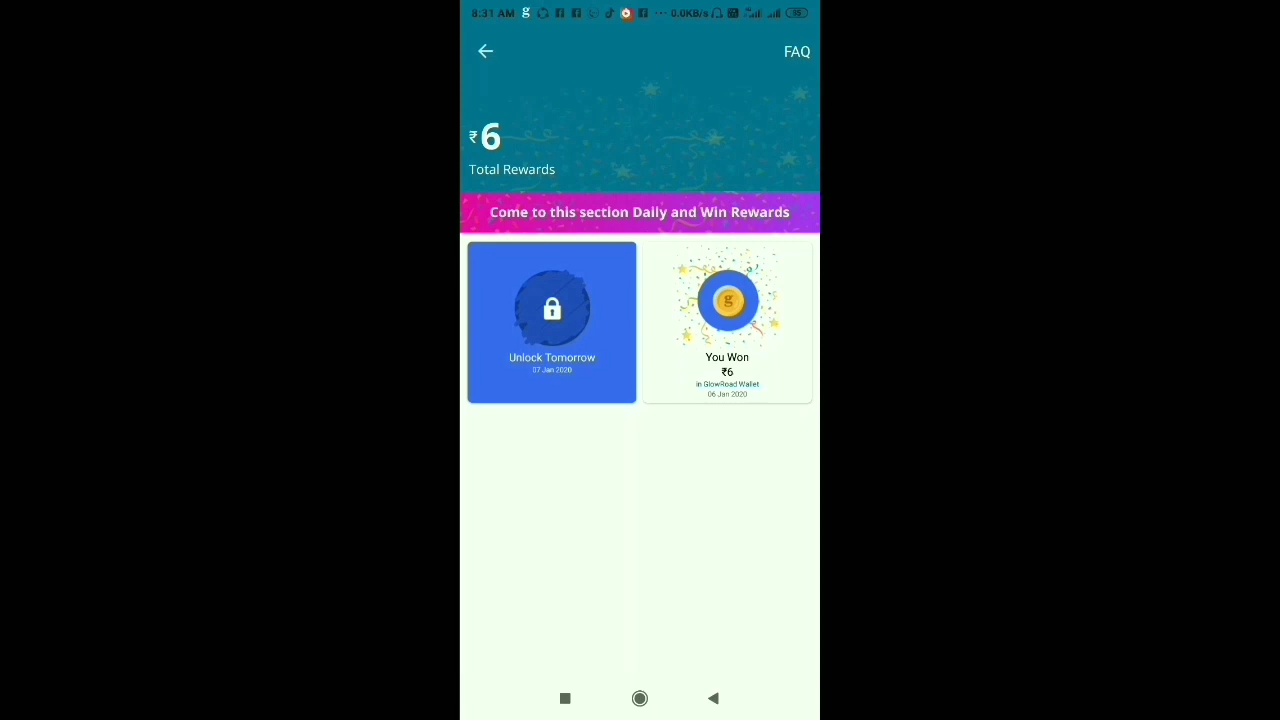 8:31 AM g 0.0KB/s 95
FAQ
₹6
Total Rewards
Come to this section Daily and Win Rewards
Unlock Tomorrow
07 Jan 2020
g
You Won
₹6
in GlowRoad Wallet
06 Jan 2020